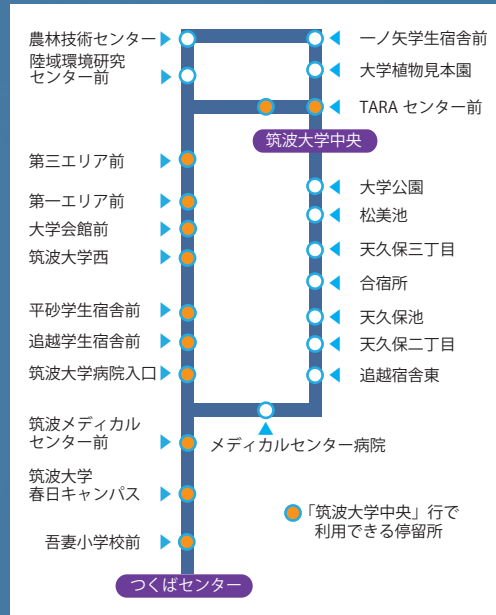 農林技術センター
陸域環境研究
センター前
第三エリア前
第一エリア前
大学会館前
筑波大学西
平砂学生宿舎前
追越学生宿舎前
筑波大学病院入口
筑波メディカル
センター前
筑波大学
春日キャンパス
吾妻小学校前
つくばセンター
一ノ矢学生宿舎前
大学植物見本園
TARA センター前
筑波大学中央
大学公園
松美池
天久保三丁目
合宿所
天久保池
天久保二丁目
追越宿舎東
メディカルセンター病院
「筑波大学中央」行で
利用できる停留所